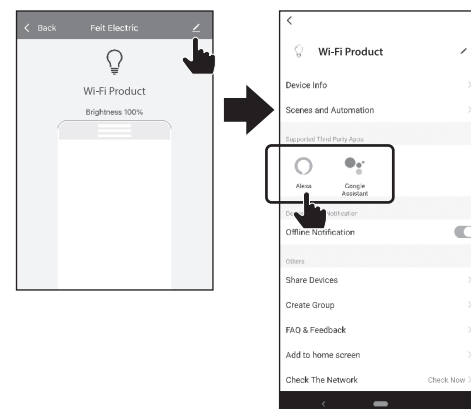 Back Feit Electric
Wi-Fi Product
Brightness 100%
Wi-Fi Product
Device Info
Scenes and Automation
Supported Third Party Apps
Alexa
Google
Assistant
Notification
Offline Notification
Others
Share Devices
Create Group
FAQ & Feedback
Add to home screen
Check The Network Check Now